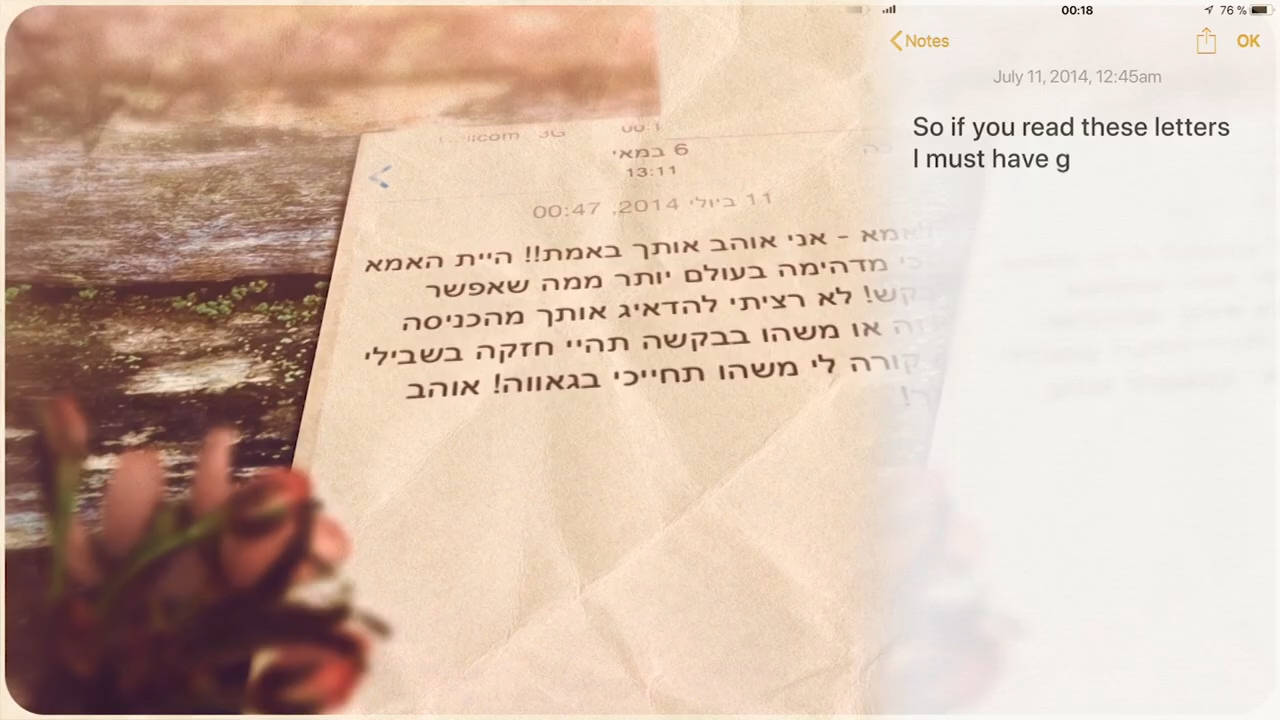 3G
6 במאי
13:11
11 ביולי 2014, 00:47
אמא - אני אוהב אותך באמת!! היית האמא
מדהימה בעולם יותר ממה שאפשר
לא רציתי להדאיג אותך מהכניסה
או משהו בבקשה תהיי חזקה בשבילי
קורה לי משהו תחייכי בגאווה! אוהב
00:18
76 %
Notes
OK
July 11, 2014, 12:45am
So if you read these letters
I must have g